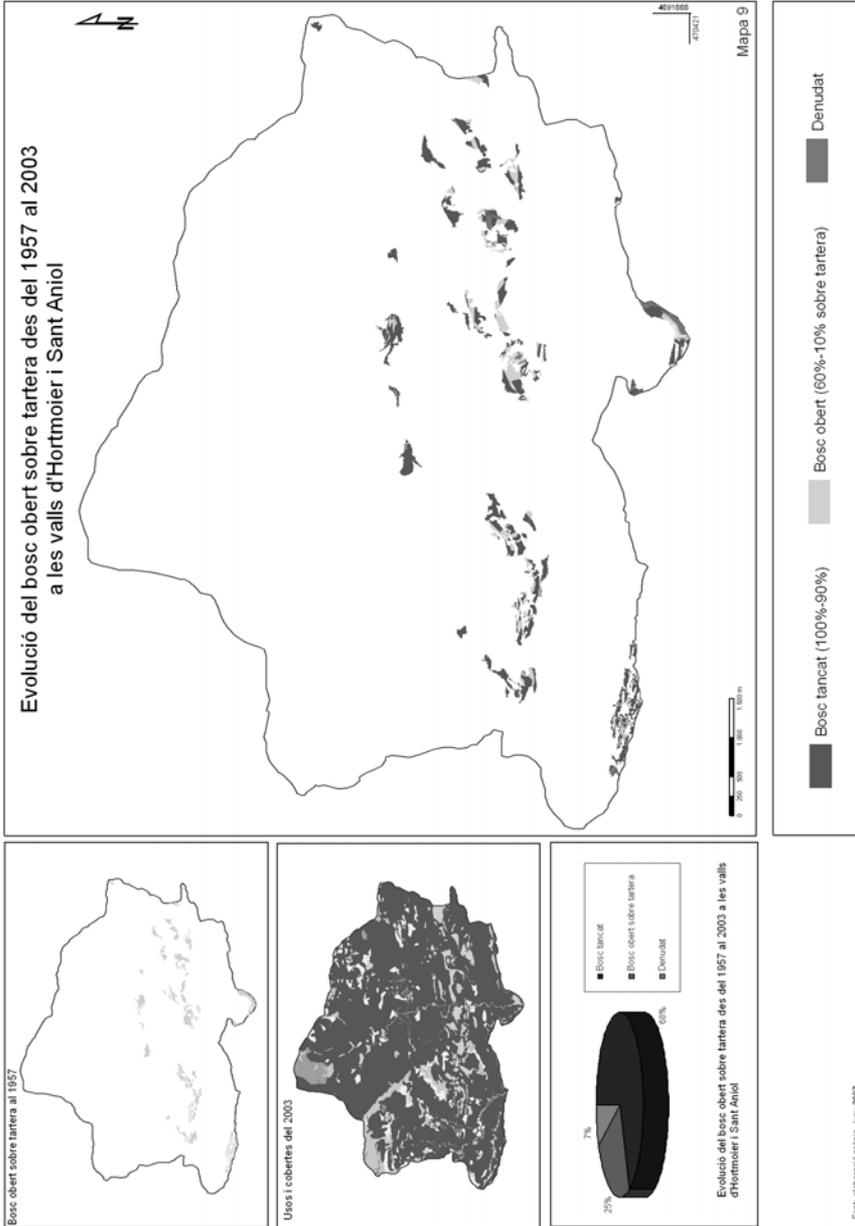 Evolució del bosc obert sobre tartera des del 1957 al 2003
a les valls d'Hortmoier i Sant Aniol
N
4691666
470421
Mapa 9
0 250 500 1.000 1.500 m
Bosc tancat (100%-90%)
Bosc obert (60%-10% sobre tartera)
Denudat
Bosc obert sobre tartera al 1957
Usos i cobertes del 2003
7%
25%
68%
Bosc tancat
Bosc obert sobre tartera
Denudat
Evolució del bosc obert sobre tartera des del 1957 al 2003 a les valls
d'Hortmoier i Sant Aniol